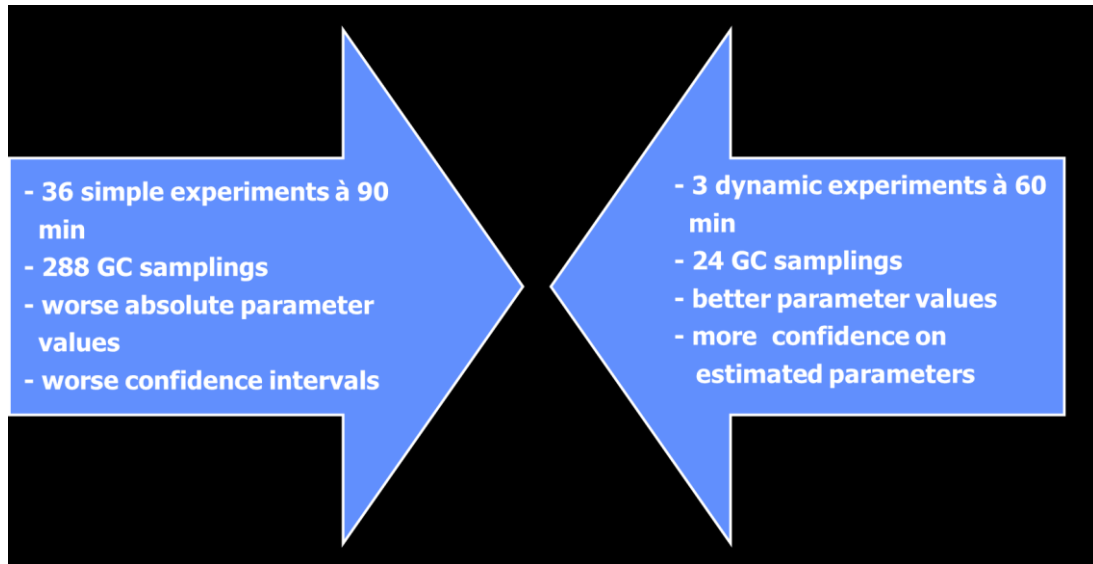 - 36 simple experiments à 90
min
- 288 GC samplings
- worse absolute parameter
values
- worse confidence intervals
- 3 dynamic experiments à 60
min
- 24 GC samplings
- better parameter values
- more confidence on
estimated parameters